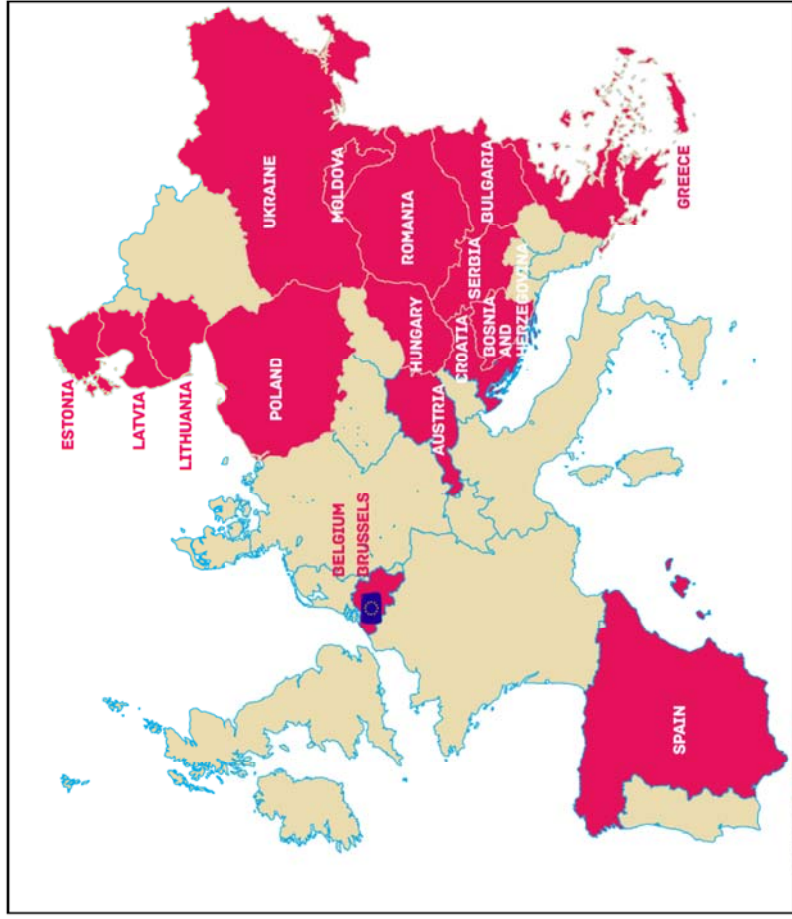 ESTONIA
LATVIA
LITHUANIA
POLAND
UKRAINE
BELGIUM
BRUSSELS
MOLDOVA
ROMANIA
HUNGARY
AUSTRIA
CROATIA
SERBIA
BULGARIA
BOSNIA
AND
HERZEGOVINA
SPAIN
GREECE